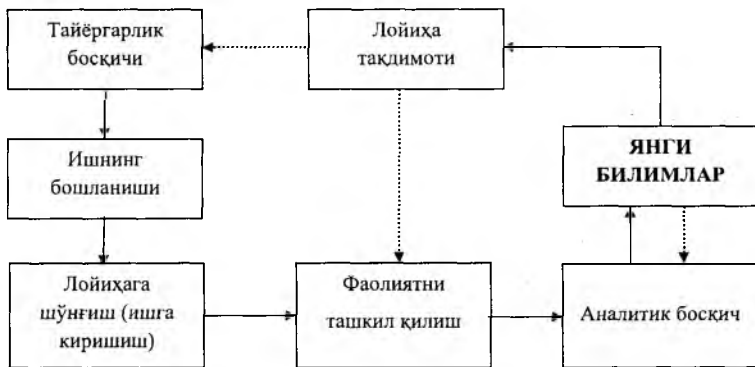 Тайёргарлик
босқичи
Лойиҳа
тақдимоти
Ишнинг
бошланиши
ЯНГИ
БИЛИМЛАР
Лойиҳага
шўнғиш (ишга
киришиш)
Фаолиятни
ташкил қилиш
Аналитик босқич